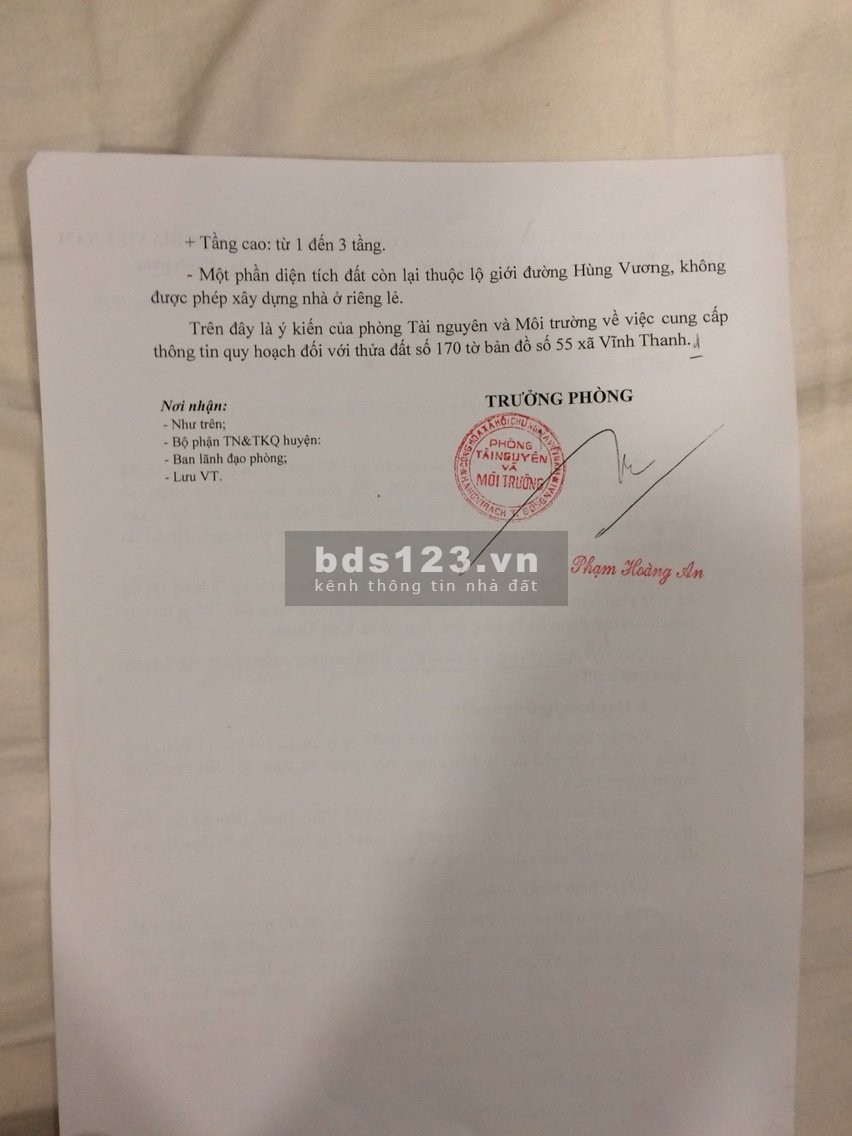 + Tầng cao: từ 1 đến 3 tầng.
- Một phần diện tích đất còn lại thuộc lộ giới đường Hùng Vương, không
được phép xây dựng nhà ở riêng lẻ.
Trên đây là ý kiến của phòng Tài nguyên và Môi trường về việc cung cấp
thông tin quy hoạch đối với thửa đất số 170 tờ bản đồ số 55 xã Vĩnh Thanh.
Nơi nhận:
- Như trên;
- Bộ phận TN&TKQ huyện:
- Ban lãnh đạo phòng;
- Lưu VT.
TRƯỞNG PHÒNG
PHÒNG
TÀI NGUYÊN
VÀ
MÔI TRƯỜNG
Phạm Hoàng An
bds123.vn
kênh thông tin nhà đất